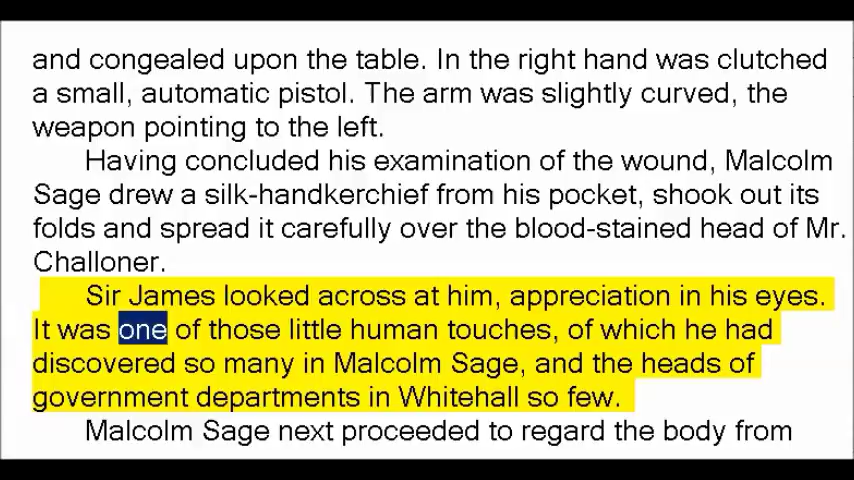 and congealed upon the table. In the right hand was clutched
a small, automatic pistol. The arm was slightly curved, the
weapon pointing to the left.
Having concluded his examination of the wound, Malcolm
Sage drew a silk-handkerchief from his pocket, shook out its
folds and spread it carefully over the blood-stained head of Mr.
Challoner.
Sir James looked across at him, appreciation in his eyes.
It was one of those little human touches, of which he had
discovered so many in Malcolm Sage, and the heads of
government departments in Whitehall so few.
Malcolm Sage next proceeded to regard the body from